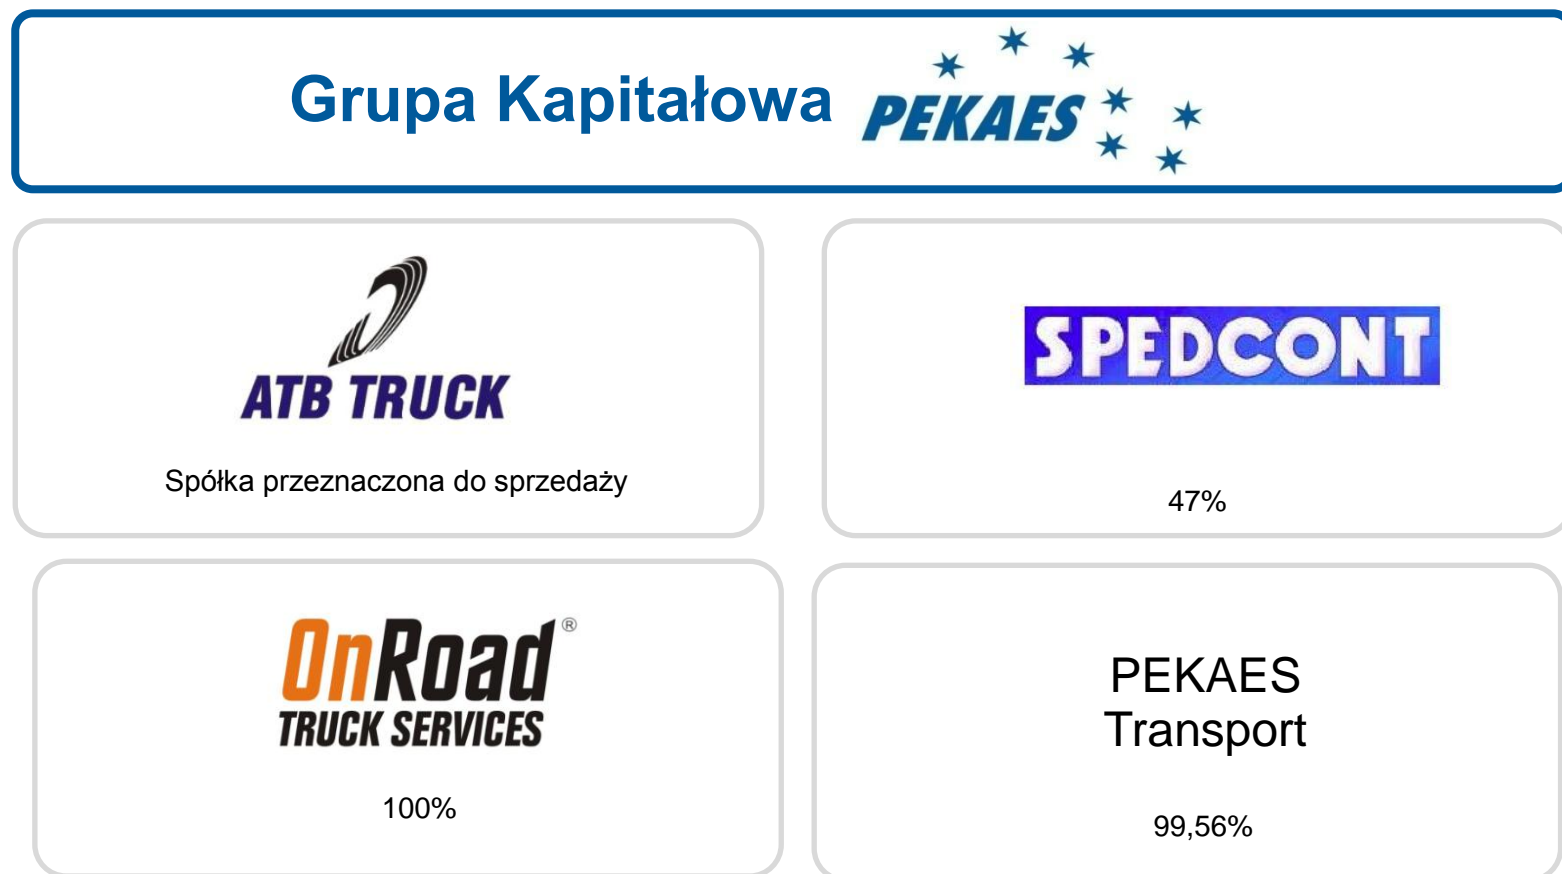 Grupa Kapitałowa PEKAES
ATB TRUCK
Spółka przeznaczona do sprzedaży
SPEDCONT
47%
OnRoad®
TRUCK SERVICES
100%
PEKAES
Transport
99,56%